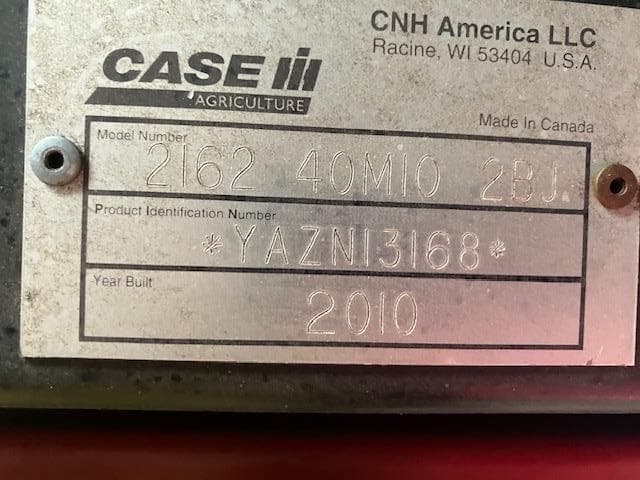 CNH America LLC
Racine, WI 53404 U.S.A.
CASE IH
AGRICULTURE
Made In Canada
Model Number
2162 40M10 2BJ.
Product Identification Number
*YAZN13168*
Year Built
2010